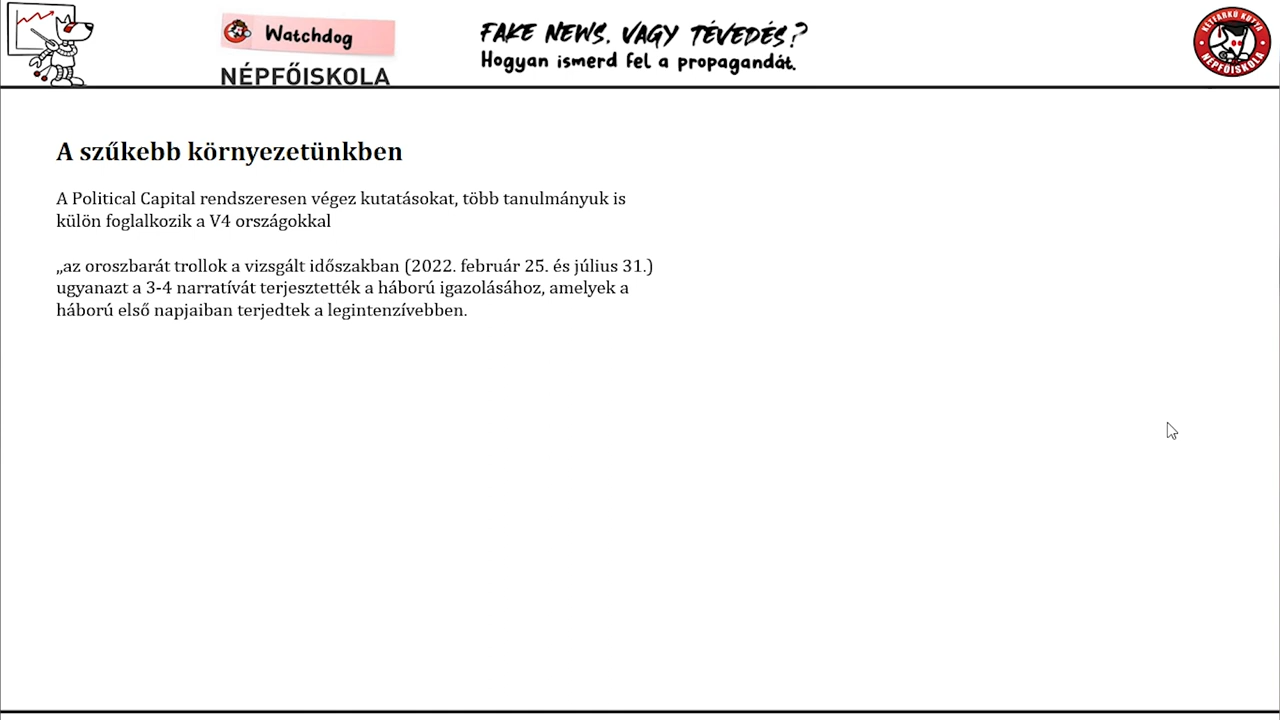 Watchdog
NÉPFŐISKOLA
FAKE NEWS, VAGY TÉVEDÉS?
Hogyan ismerd fel a propagandát.
KÉTFARKÚ KUTYA
NÉPFŐISKOLA
A szűkebb környezetünkben
A Political Capital rendszeresen végez kutatásokat, több tanulmányuk is
külön foglalkozik a V4 országokkal
„az oroszbarát trollok a vizsgált időszakban (2022. február 25. és július 31.)
ugyanazt a 3-4 narratívát terjesztették a háború igazolásához, amelyek a
háború első napjaiban terjedtek a legintenzívebben.